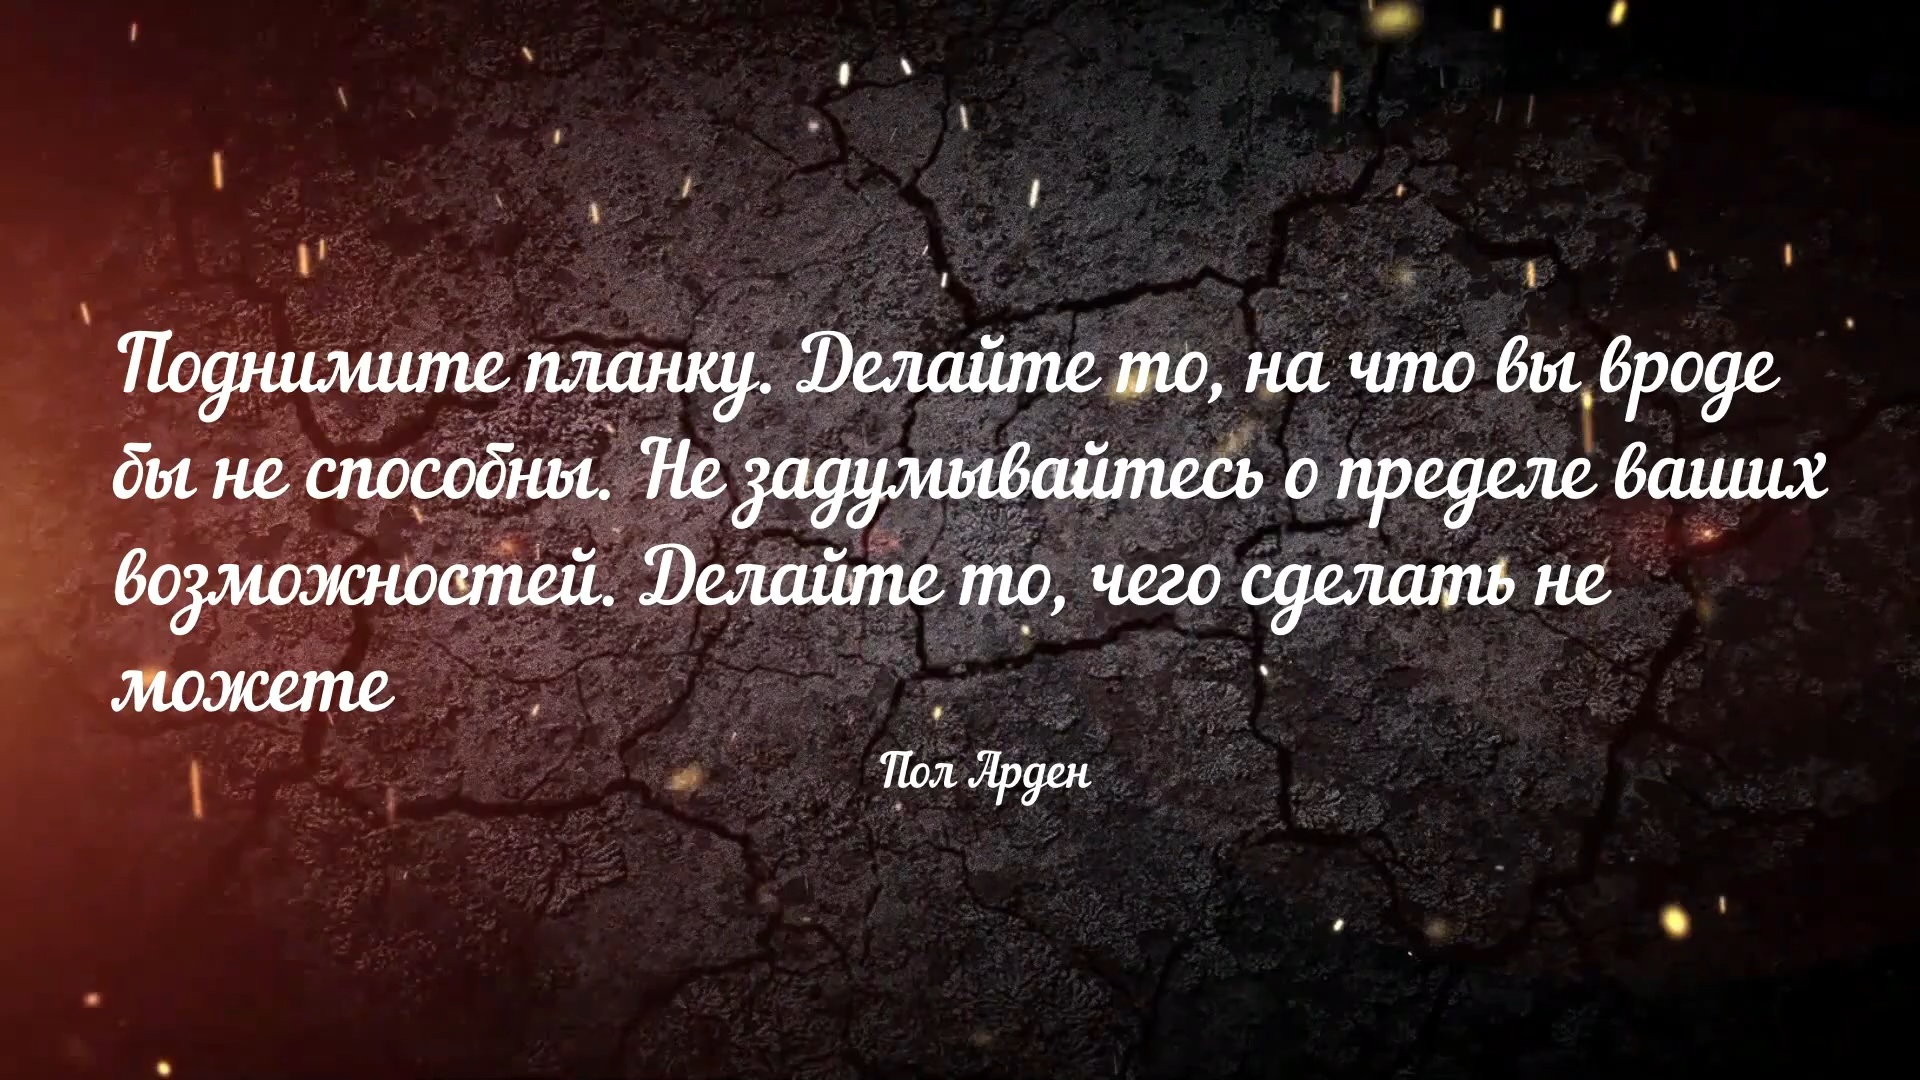 Поднимите планку. Делайте то, на что вы вроде
бы не способны. Не задумывайтесь о пределе ваших
возможностей. Делайте то, чего сделать не
можете
Пол Арден